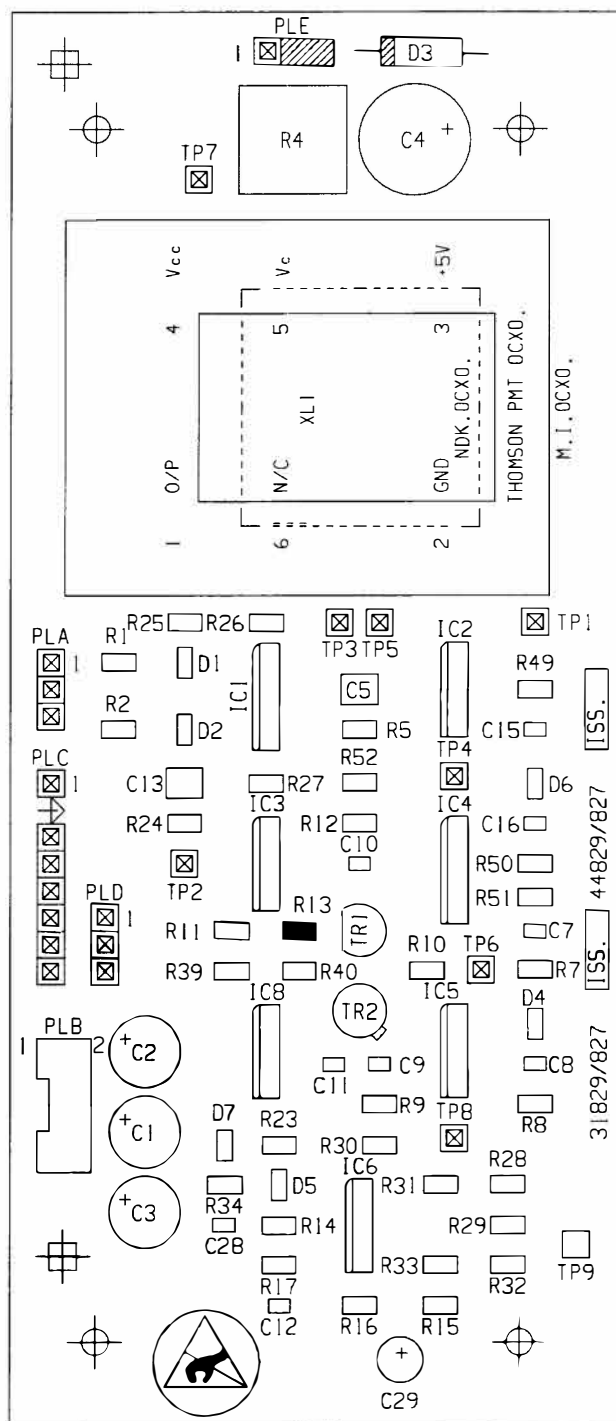 PLE
1
D3
R4
C4
+
TP7
Vcc
Vc
+5V
4
5
3
XL1
NDK.OCXO.
THOMSON PMT OCXO.
M.I.OCXO.
O/P
N/C
GND
1
6
2
PLA
1
R1
R25
R26
TP3
TP5
IC2
TP1
D1
IC1
C5
R49
R2
D2
R5
C15
ISS.
PLC
1
C13
R27
R52
TP4
D6
R24
IC3
R12
IC4
C16
44829/827
TP2
C10
R50
R51
PLD
1
R11
R13
TR1
R10
TP6
C7
ISS.
R39
R40
R7
IC8
TR2
IC5
D4
PLB
1
2
+C2
C11
C9
C8
31829/827
+C1
D7
R23
R9
TP8
R8
R30
R34
D5
IC6
R31
R28
+C3
C28
R14
R29
R17
R33
R32
TP9
C12
R16
R15
+
C29